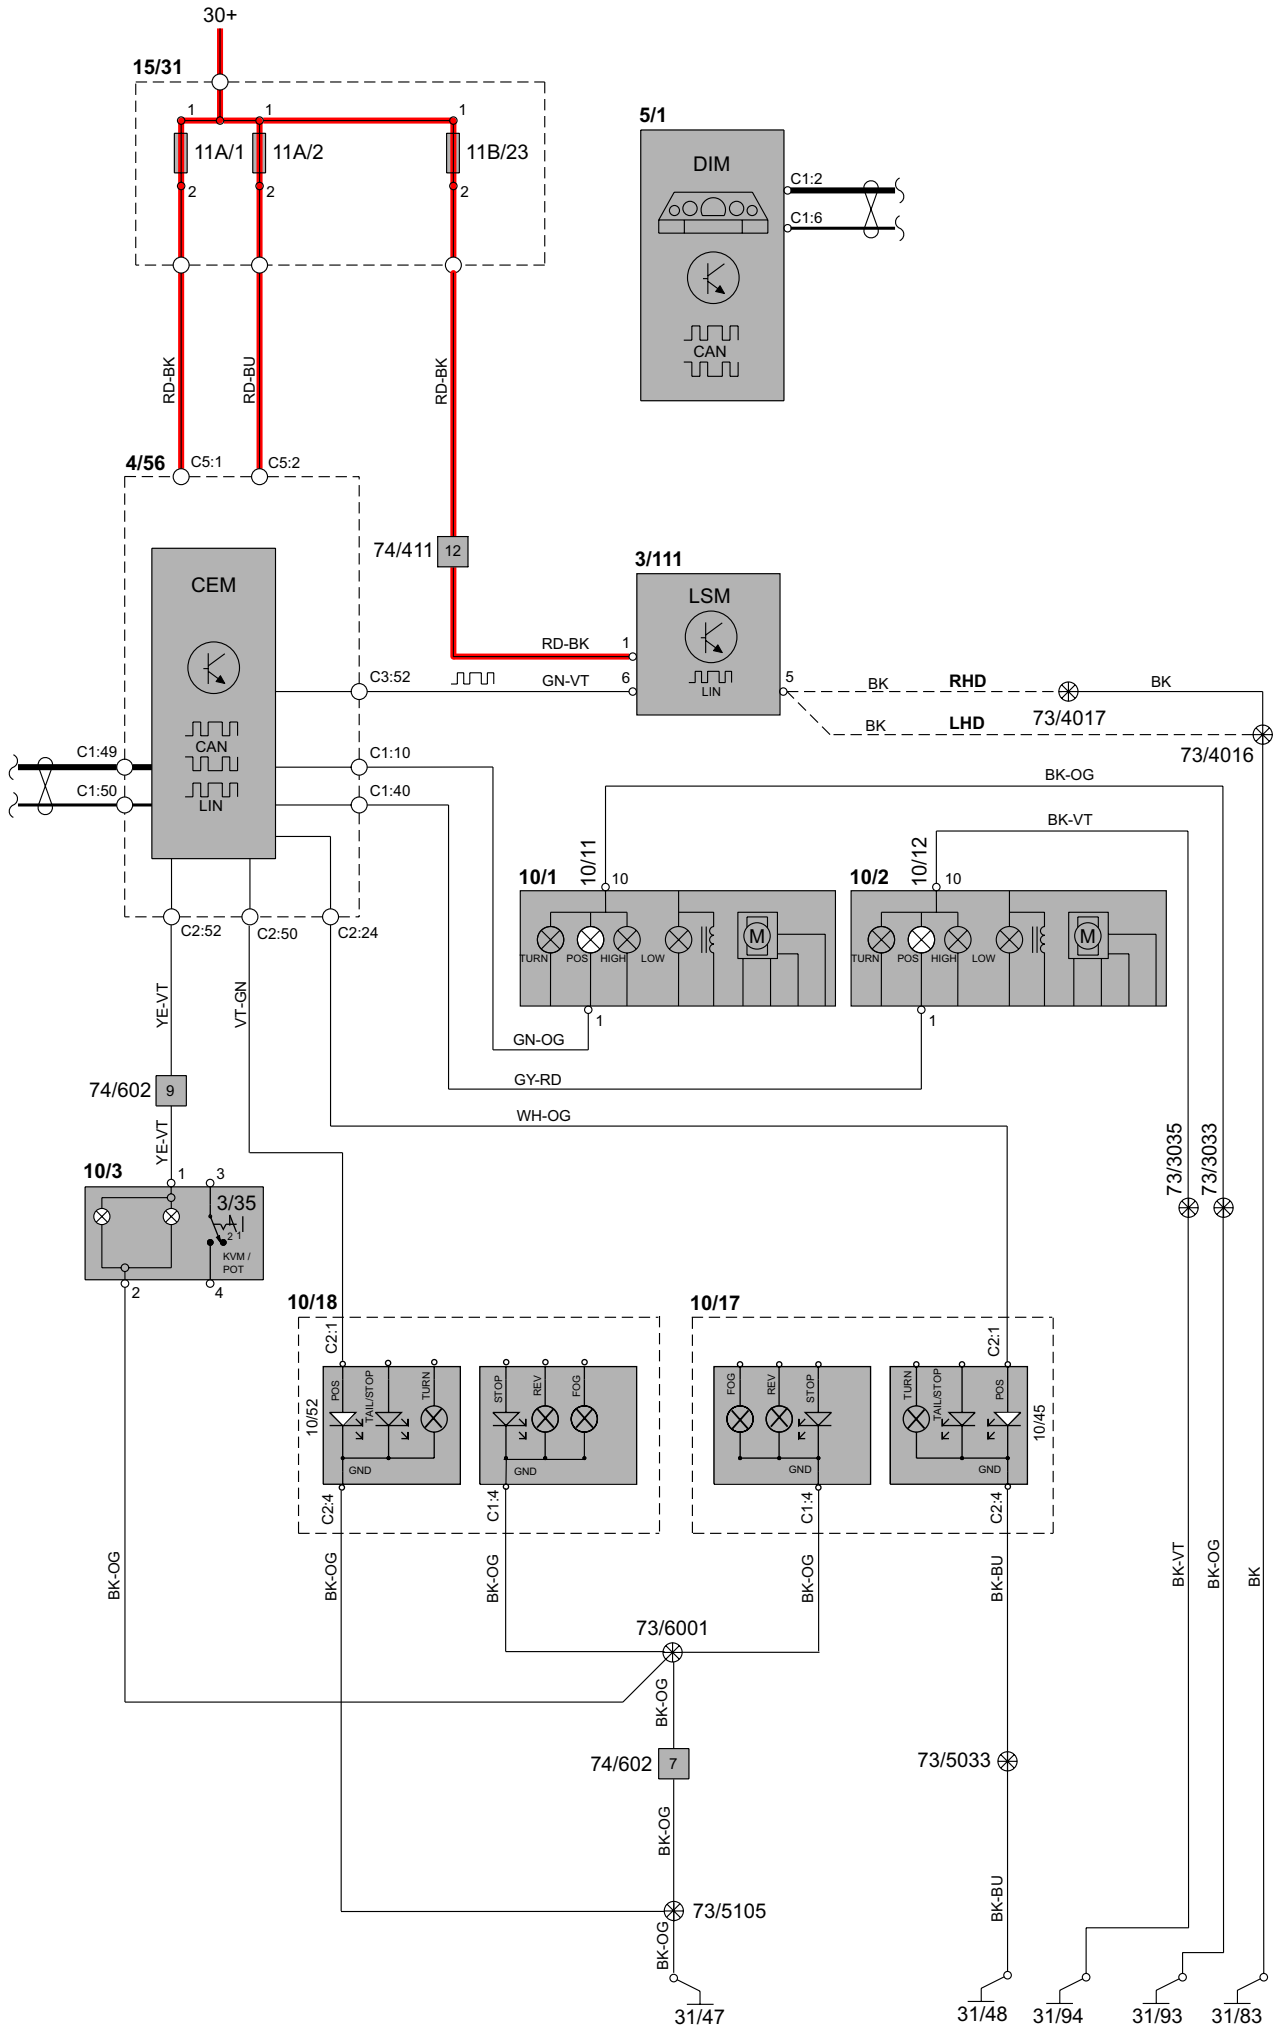 30+
15/31
1
1
1
11A/1
11A/2
11B/23
2
2
2
RD-BK
RD-BU
RD-BK
5/1
DIM
C1:2
C1:6
CAN
4/56
C5:1
C5:2
74/411
12
3/111
LSM
LIN
RD-BK
1
GN-VT
6
5
BK
RHD
BK
73/4017
BK
LHD
73/4016
CEM
CAN
LIN
C3:52
C1:49
C1:10
C1:50
C1:40
C2:52
C2:50
C2:24
BK-OG
BK-VT
10/1
10/11
10
TURN
POS
HIGH
LOW
M
1
10/2
10/12
10
TURN
POS
HIGH
LOW
M
1
GN-OG
GY-RD
WH-OG
YE-VT
VT-GN
74/602
9
YE-VT
10/3
1
3
3/35
2 1
KVM /
POT
2
4
73/3035
73/3033
10/18
C2:1
10/52
POS
TAIL/STOP
TURN
GND
STOP
REV
FOG
GND
C2:4
C1:4
10/17
FOG
REV
STOP
GND
C2:1
TURN
TAIL/STOP
POS
GND
10/45
C1:4
C2:4
BK-OG
BK-OG
BK-OG
BK-OG
BK-BU
BK-VT
BK-OG
BK
73/6001
BK-OG
74/602
7
73/5033
BK-OG
BK-BU
73/5105
BK-OG
31/47
31/48
31/94
31/93
31/83